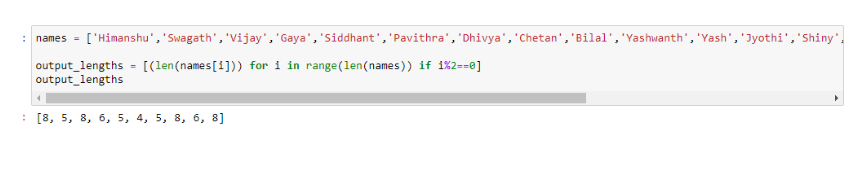 : names = ['Himanshu','Swagath','Vijay','Gaya','Siddhant','Pavithra','Dhivya','Chetan','Bilal','Yashwanth','Yash','Jyothi','Shiny',
output_lengths = [(len(names[i])) for i in range(len(names)) if i%2==0]
output_lengths
: [8, 5, 8, 6, 5, 4, 5, 8, 6, 8]